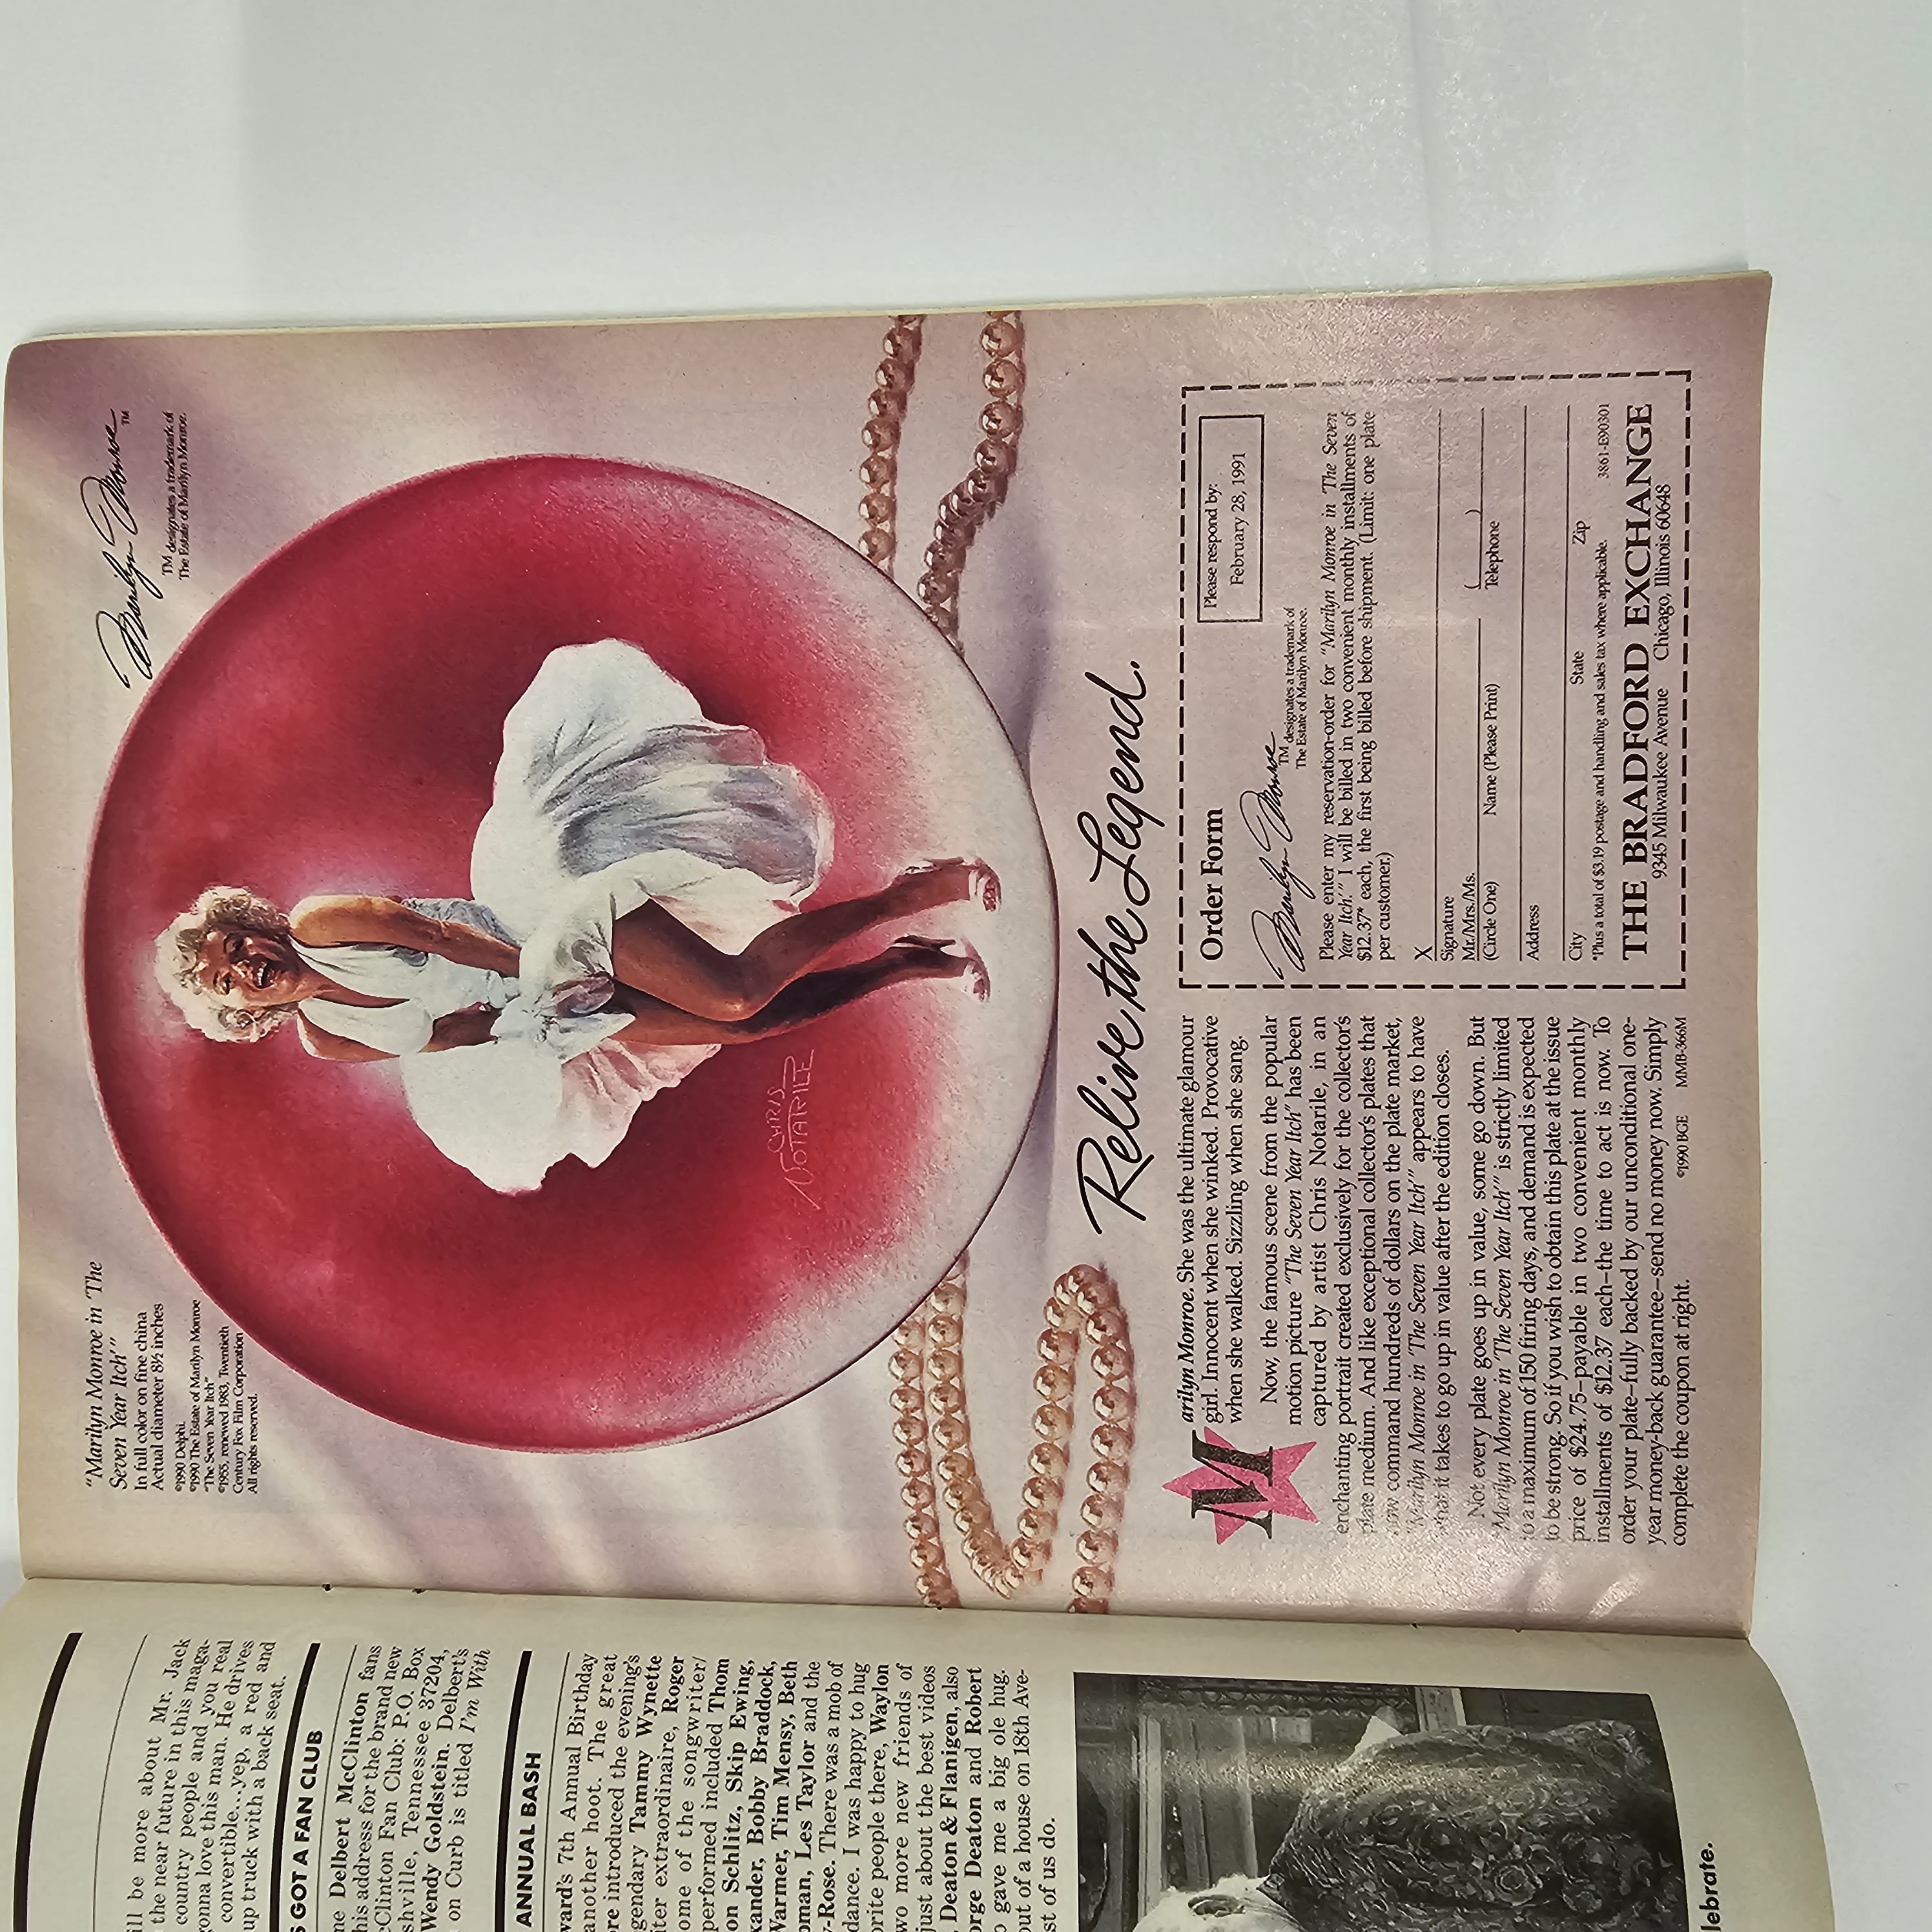 ill be more about Mr. Jack
the near future in this maga-
country people and you real
gonna love this man. He drives
convertible...yep, a red and
up truck with a back seat.
S GOT A FAN CLUB
me Delbert McClinton fans
his address for the brand new
cClinton Fan Club: P.O. Box
shville, Tennessee 37204,
Wendy Goldstein. Delbert's
on Curb is titled I'm With
ANNUAL BASH
ward's 7th Annual Birthday
another hoot. The great
ore introduced the evening's
gendary Tammy Wynette
iter extraordinaire, Roger
ome of the songwriter/
performed included Thom
on Schlitz, Skip Ewing,
xander, Bobby Braddock,
Warmer, Tim Mensy, Beth
pman, Les Taylor and the
y-Rose. There was a mob of
dance. I was happy to hug
orite people there, Waylon
wo more new friends of
just about the best videos
, Deaton & Flanigen, also
orge Deaton and Robert
o gave me a big ole hug.
out of a house on 18th Ave-
st of us do.
lebrate.
"Marilyn Monroe in 'The
Seven Year Itch'"
In full color on fine china
Actual diameter 8½ inches
©1990 Delphi.
©1990 The Estate of Marilyn Monroe
"The Seven Year Itch"
©1955, renewed 1983, Twentieth
Century Fox Film Corporation
All rights reserved.
Marilyn Monroe TM
TM designates a trademark of
The Estate of Marilyn Monroe.
CHRIS
NOTARILE
Relive the Legend.
Marilyn Monroe. She was the ultimate glamour
girl. Innocent when she winked. Provocative
when she walked. Sizzling when she sang.
Now, the famous scene from the popular
motion picture "The Seven Year Itch" has been
captured by artist Chris Notarile, in an
enchanting portrait created exclusively for the collector's
plate medium. And like exceptional collector's plates that
now command hundreds of dollars on the plate market,
"Marilyn Monroe in 'The Seven Year Itch'" appears to have
what it takes to go up in value after the edition closes.
Not every plate goes up in value, some go down. But
"Marilyn Monroe in 'The Seven Year Itch'" is strictly limited
to a maximum of 150 firing days, and demand is expected
to be strong. So if you wish to obtain this plate at the issue
price of $24.75–payable in two convenient monthly
installments of $12.37 each–the time to act is now. To
order your plate–fully backed by our unconditional one-
year money-back guarantee–send no money now. Simply
complete the coupon at right. ©1990 BGE MMB-366M
Order Form
Please respond by:
February 28, 1991
Marilyn Monroe
TM designates a trademark of
The Estate of Marilyn Monroe.
Please enter my reservation-order for "Marilyn Monroe in 'The Seven
Year Itch.'" I will be billed in two convenient monthly installments of
$12.37* each, the first being billed before shipment. (Limit: one plate
per customer.)
X
Signature
Mr./Mrs./Ms. ( )
(Circle One) Name (Please Print) Telephone
Address
City State Zip
*Plus a total of $3.19 postage and handling and sales tax where applicable. 3861-E90301
THE BRADFORD EXCHANGE
9345 Milwaukee Avenue Chicago, Illinois 60648